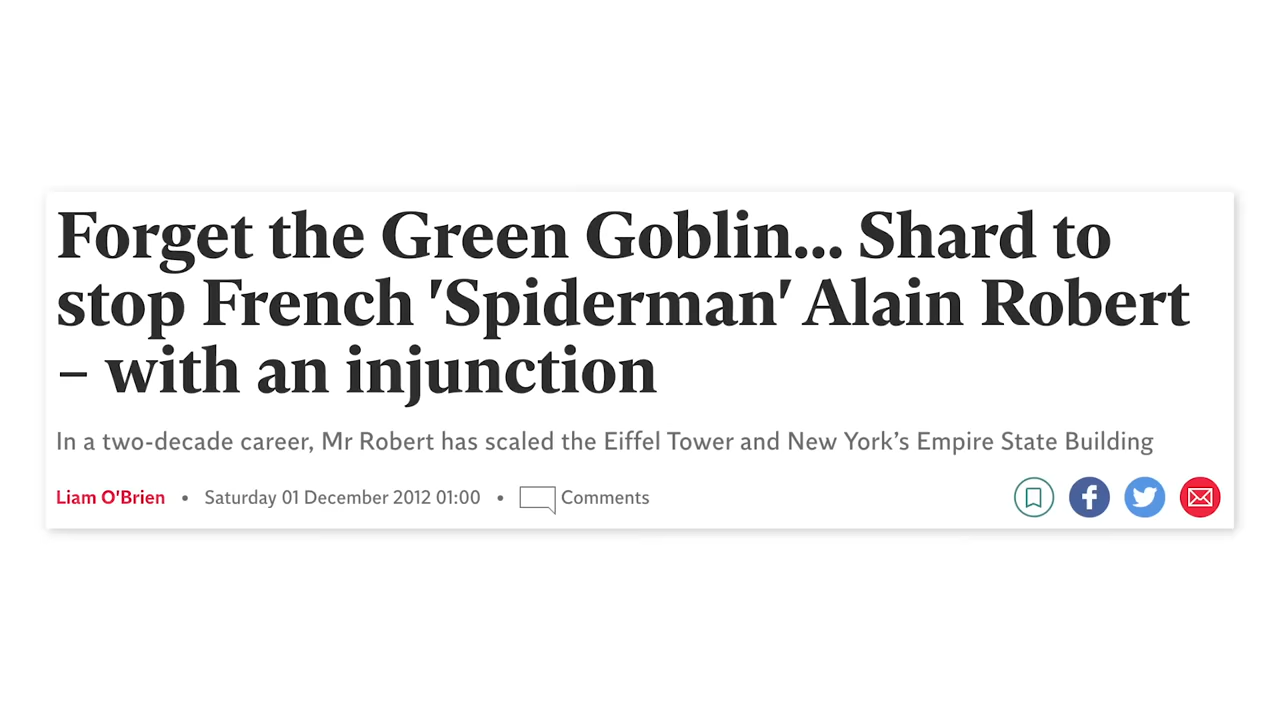 Forget the Green Goblin... Shard to
stop French 'Spiderman' Alain Robert
– with an injunction
In a two-decade career, Mr Robert has scaled the Eiffel Tower and New York’s Empire State Building
Liam O'Brien • Saturday 01 December 2012 01:00 • Comments